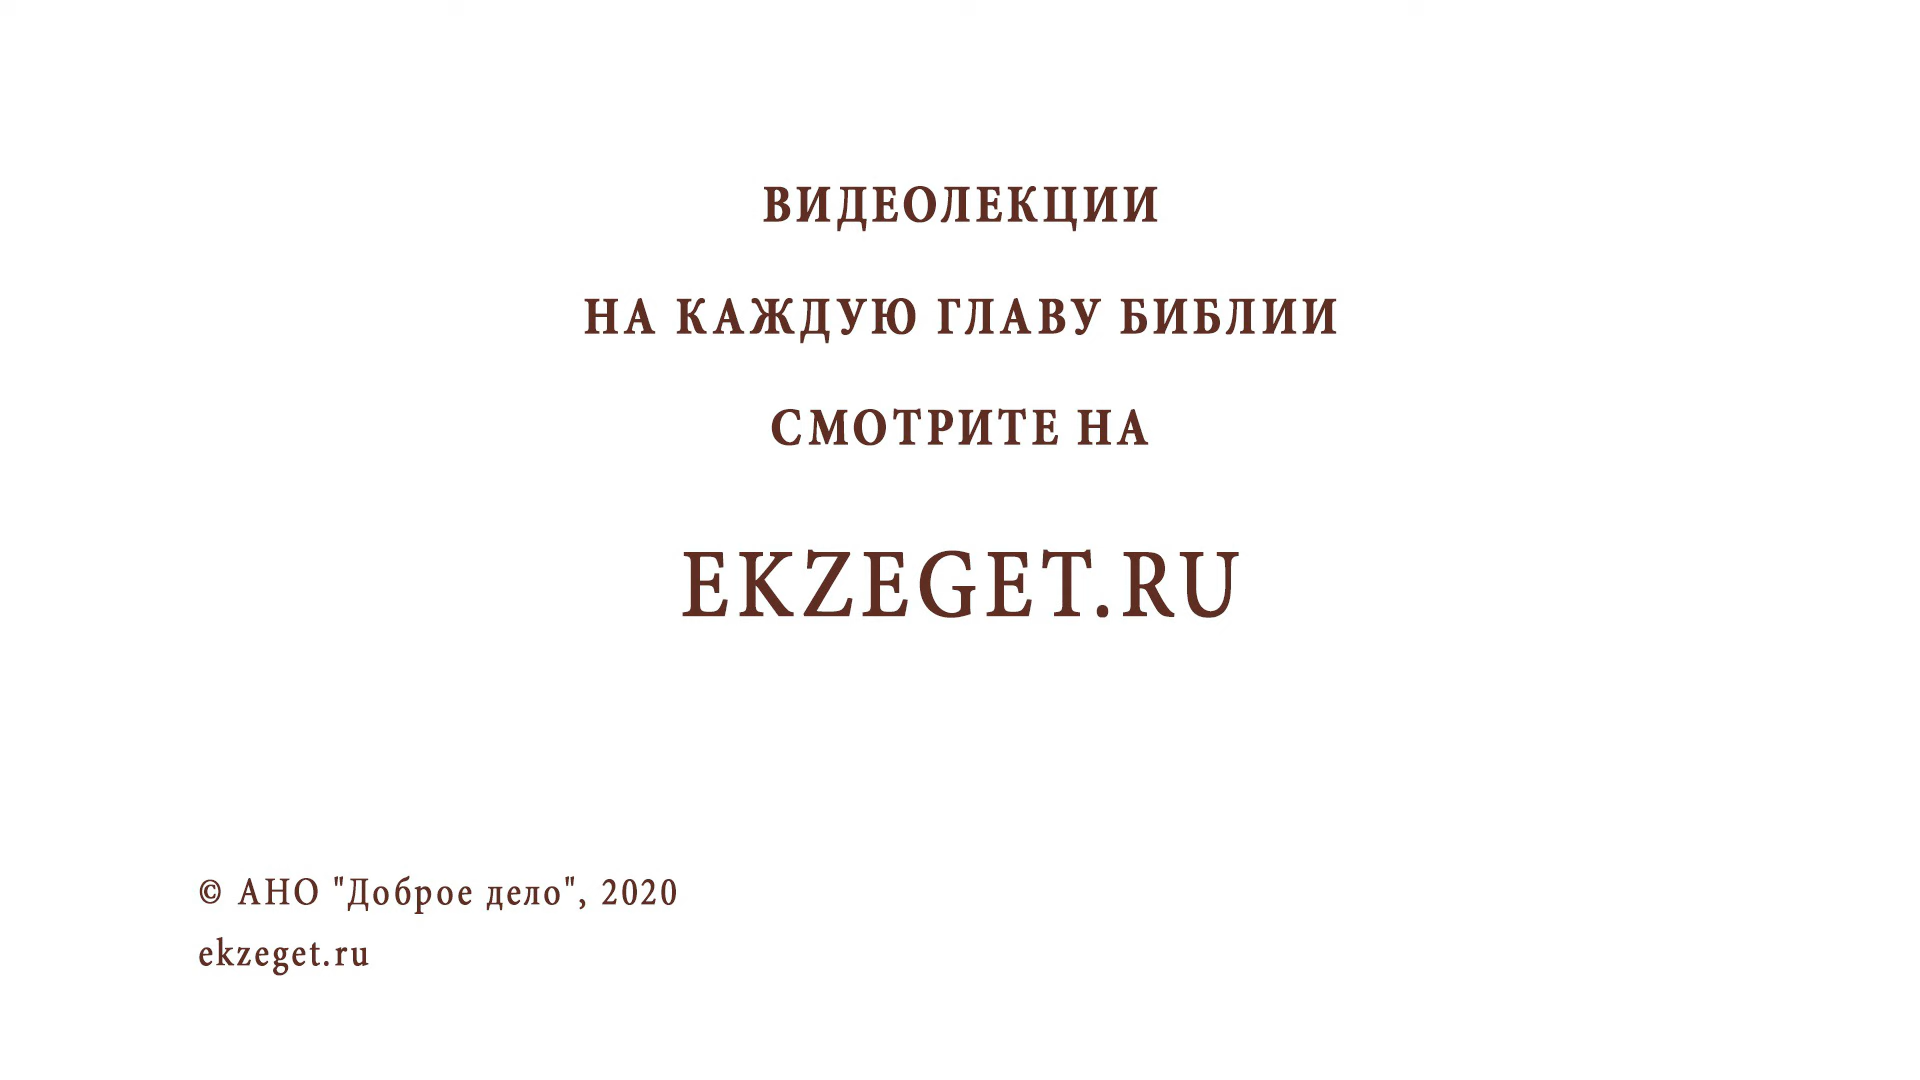 ВИДЕОЛЕКЦИИ
НА КАЖДУЮ ГЛАВУ БИБЛИИ
СМОТРИТЕ НА
EKZEGET.RU
© АНО "Доброе дело", 2020
ekzeget.ru